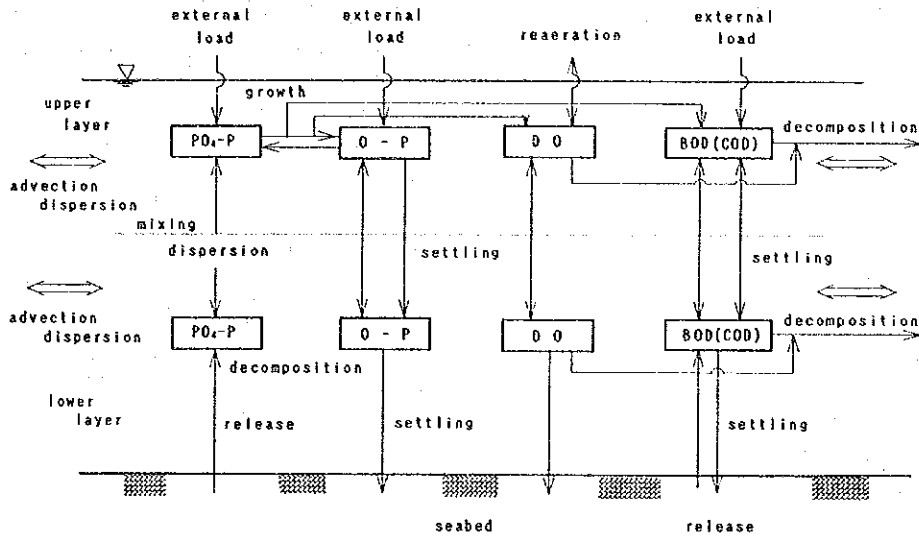 external load
external load
reaeration
external load
growth
upper layer
PO₄-P
O - P
D O
BOD(COD)
decomposition
advection dispersion
mixing
dispersion
settling
settling
advection dispersion
PO₄-P
O - P
D O
BOD(COD)
decomposition
decomposition
lower layer
release
settling
settling
seabed
release